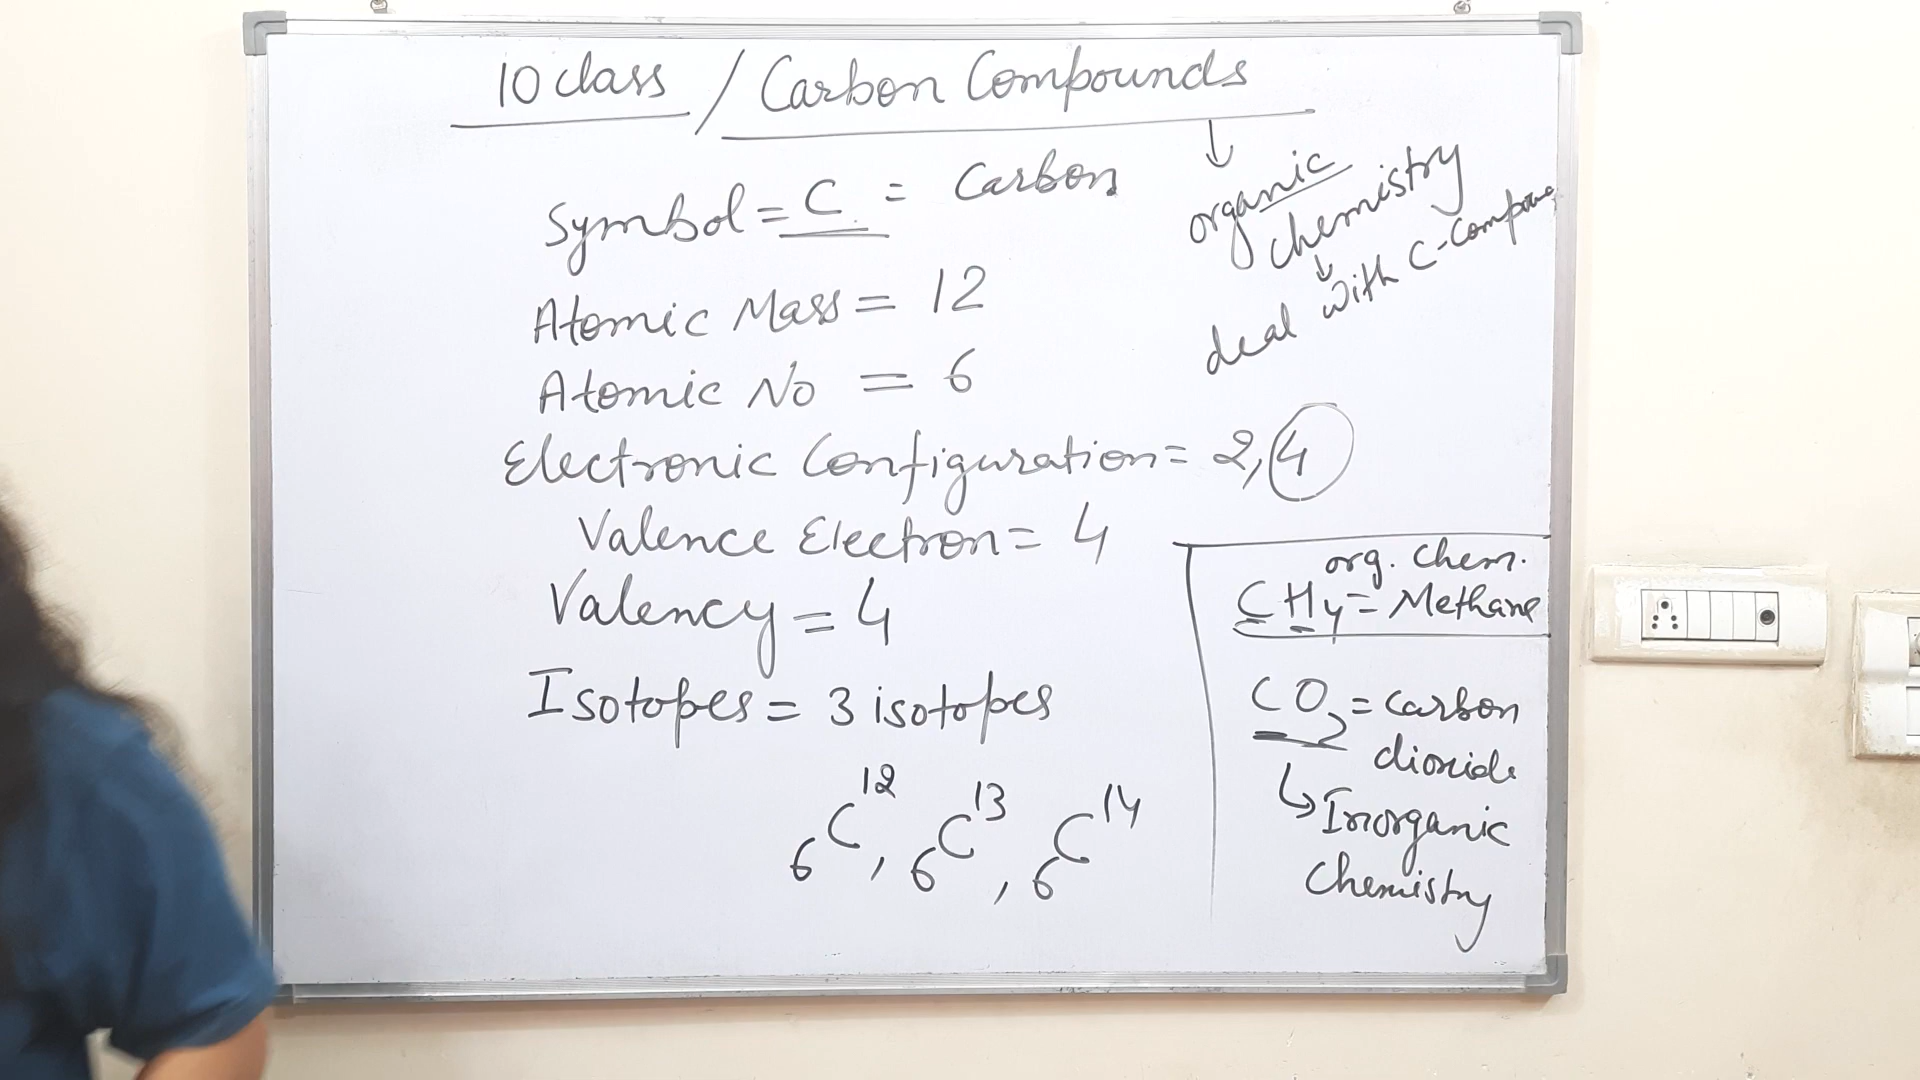 10 class / Carbon Compounds
↓
organic
chemistry
↓
deal with C-Compound
Symbol = C = Carbon
Atomic Mass = 12
Atomic No = 6
Electronic Configuration = 2, 4
Valence Electron = 4
Valency = 4
Isotopes = 3 isotopes
₆C¹², ₆C¹³, ₆C¹⁴
org. Chem.
CH₄ = Methane
CO₂ = carbon
dioxide
↳ Inorganic
Chemistry